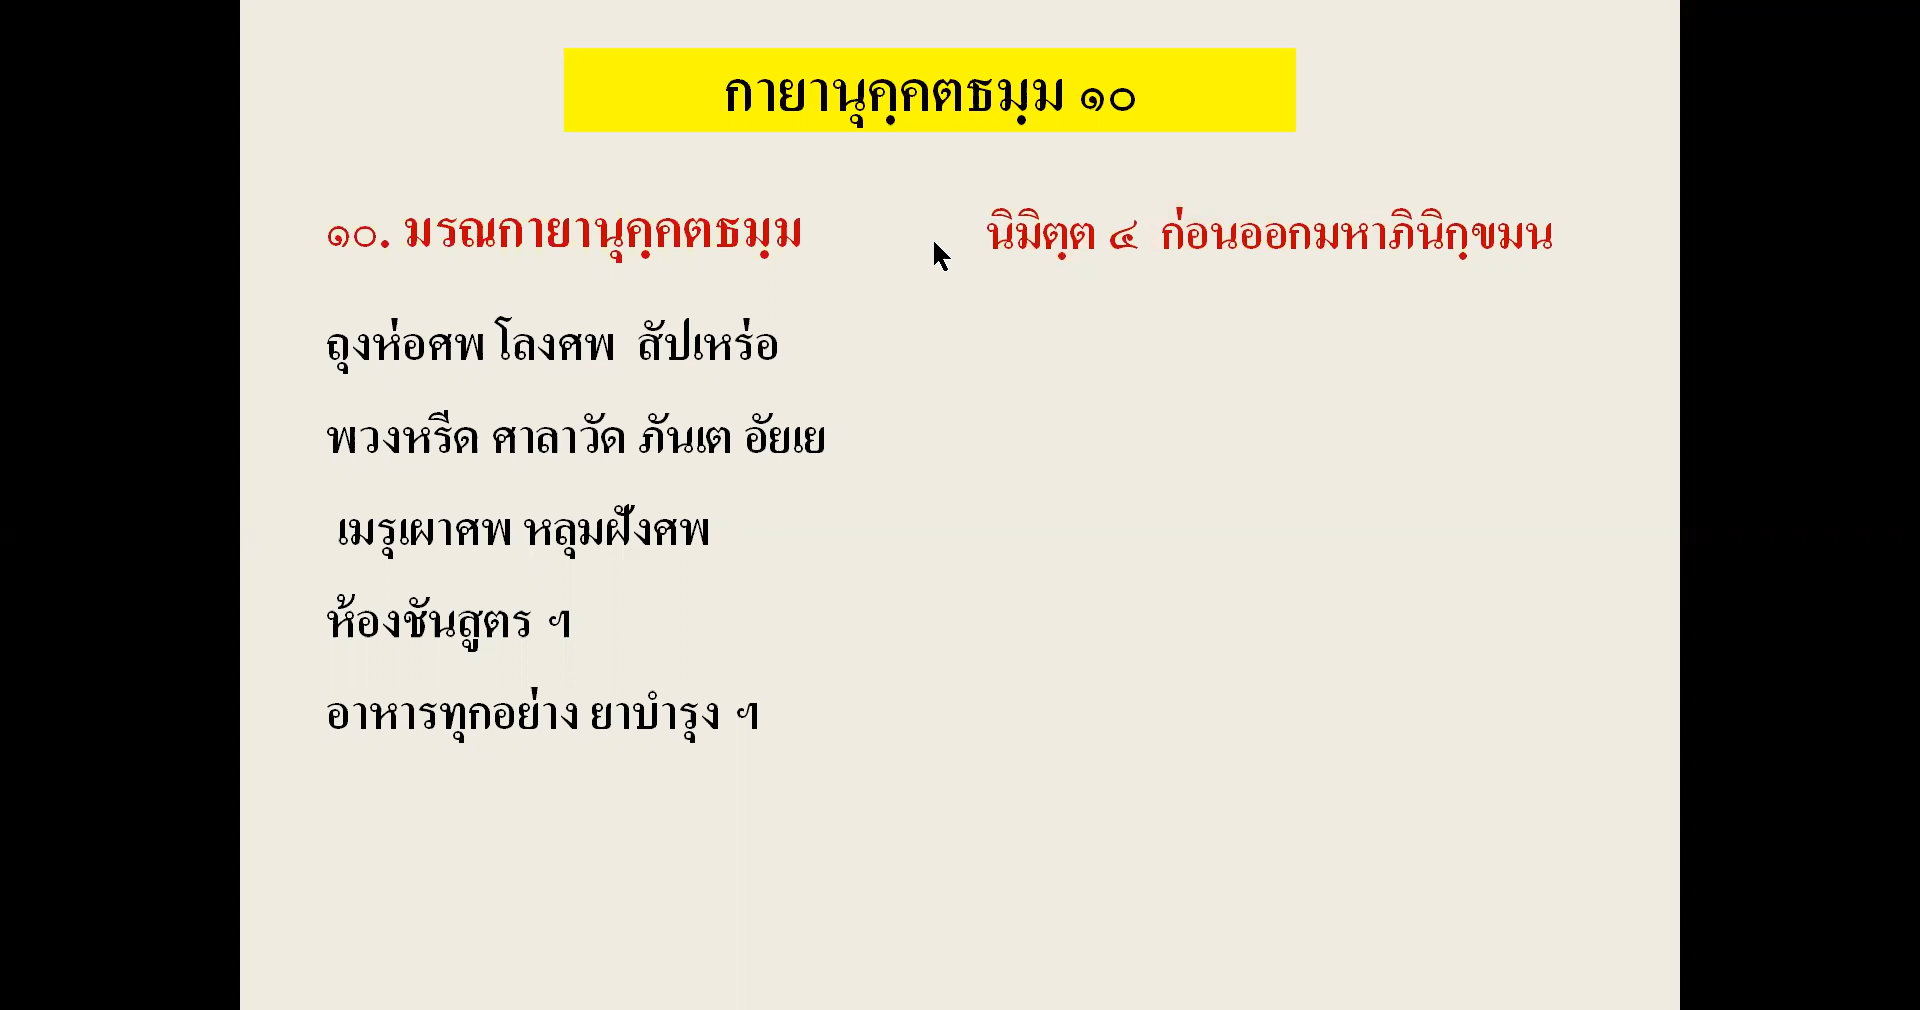 กายานุคฺคตธมฺม ๑๐
๑๐. มรณกายานุคฺคตธมฺม
นิมิตฺต ๔ ก่อนออกมหาภินิกฺขมน
ถุงห่อศพ โลงศพ สัปเหร่อ
พวงหรีด ศาลาวัด ภันเต อัยเย
เมรุเผาศพ หลุมฝังศพ
ห้องชันสูตร ฯ
อาหารทุกอย่าง ยาบำรุง ฯ